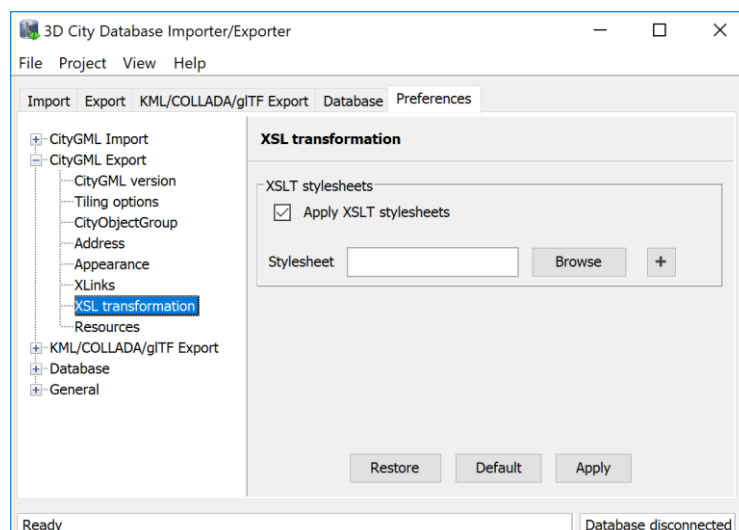 3D City Database Importer/Exporter
File Project View Help
Import Export KML/COLLADA/glTF Export Database Preferences
CityGML Import
CityGML Export
CityGML version
Tiling options
CityObjectGroup
Address
Appearance
XLinks
XSL transformation
Resources
KML/COLLADA/glTF Export
Database
General
XSL transformation
XSLT stylesheets
Apply XSLT stylesheets
Stylesheet Browse +
Restore Default Apply
Ready Database disconnected